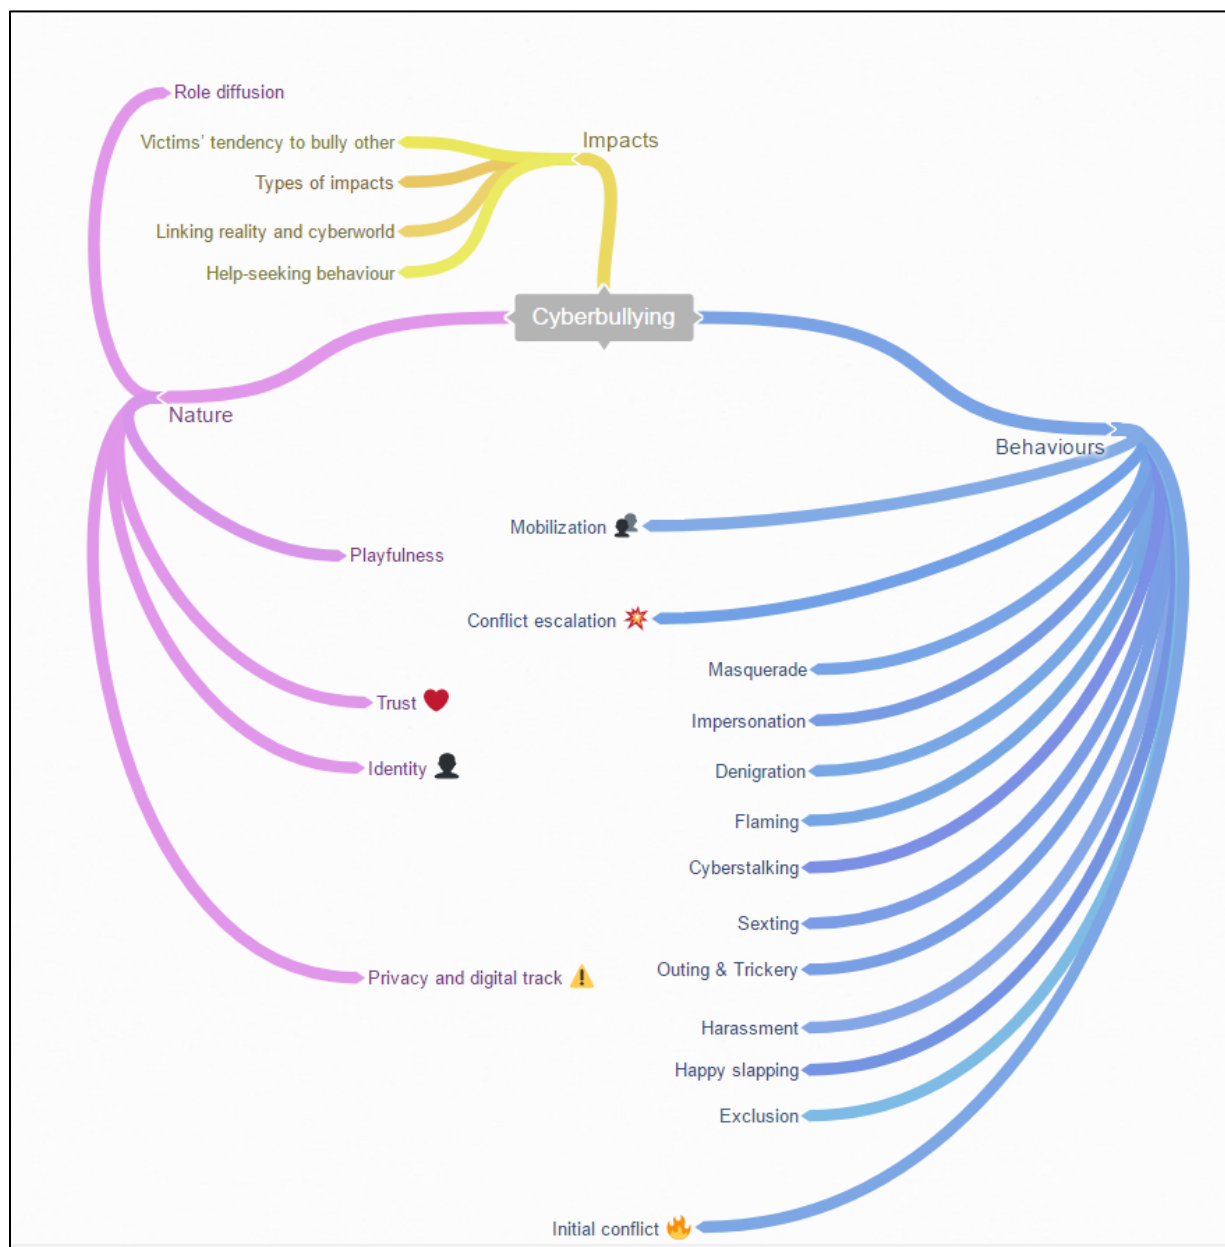 Role diffusion
Impacts
Victims' tendency to bully other
Types of impacts
Linking reality and cyberworld
Help-seeking behaviour
Cyberbullying
Nature
Behaviours
Mobilization
Playfulness
Conflict escalation
Masquerade
Trust
Impersonation
Identity
Denigration
Flaming
Cyberstalking
Sexting
Outing & Trickery
Privacy and digital track
Harassment
Happy slapping
Exclusion
Initial conflict